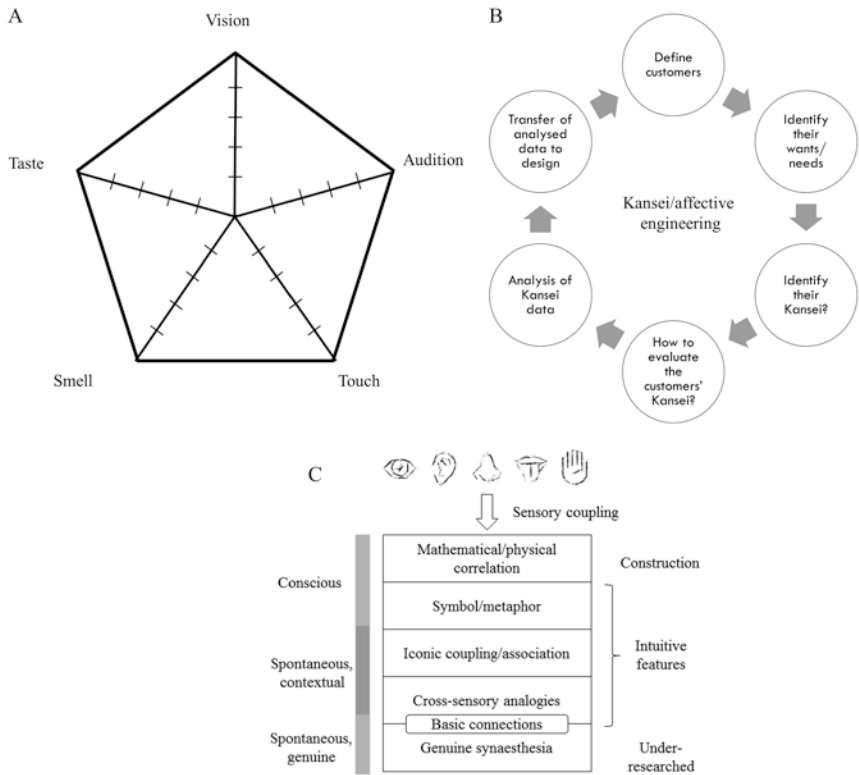 A
Vision
Taste
Audition
Smell
Touch
B
Define
customers
Identify
their
wants/
needs
Identify
their
Kansei?
How to
evaluate
the
customers'
Kansei?
Analysis of
Kansei
data
Transfer of
analysed
data to
design
Kansei/affective
engineering
C
Sensory coupling
Conscious
Spontaneous,
contextual
Spontaneous,
genuine
Mathematical/physical
correlation
Symbol/metaphor
Iconic coupling/association
Cross-sensory analogies
Basic connections
Genuine synaesthesia
Construction
Intuitive
features
Under-
researched